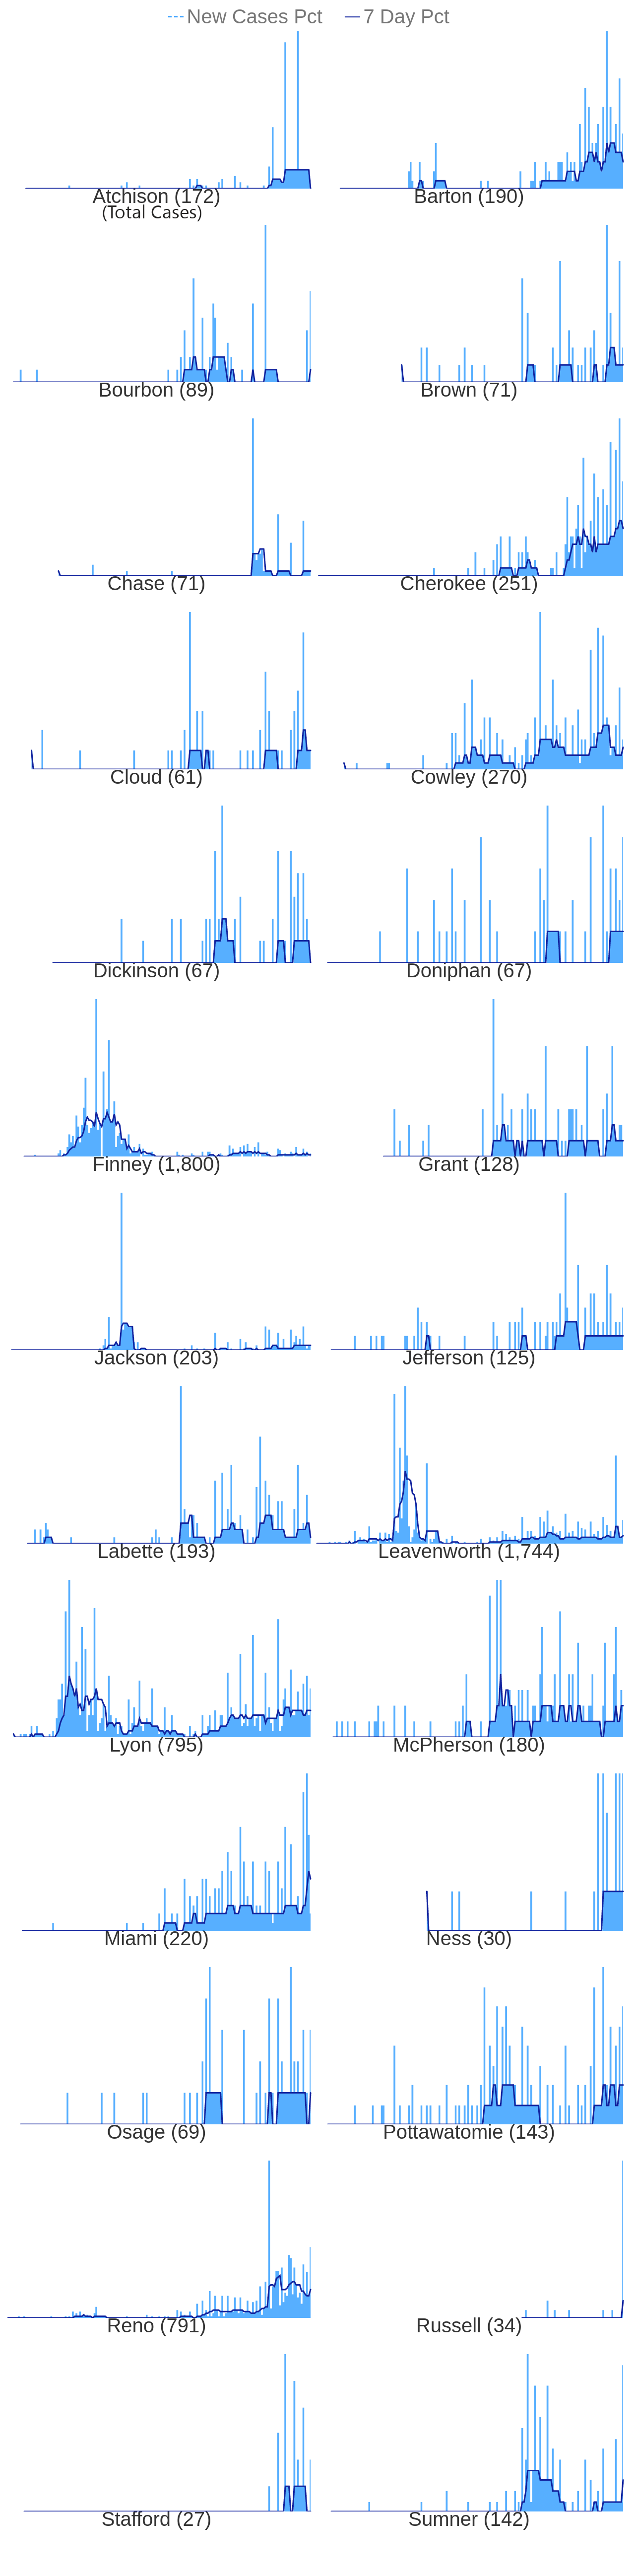 New Cases Pct 7 Day Pct
Atchison (172) Barton (190)
(Total Cases)
Bourbon (89) Brown (71)
Chase (71) Cherokee (251)
Cloud (61) Cowley (270)
Dickinson (67) Doniphan (67)
Finney (1,800) Grant (128)
Jackson (203) Jefferson (125)
Labette (193) Leavenworth (1,744)
Lyon (795) McPherson (180)
Miami (220) Ness (30)
Osage (69) Pottawatomie (143)
Reno (791) Russell (34)
Stafford (27) Sumner (142)